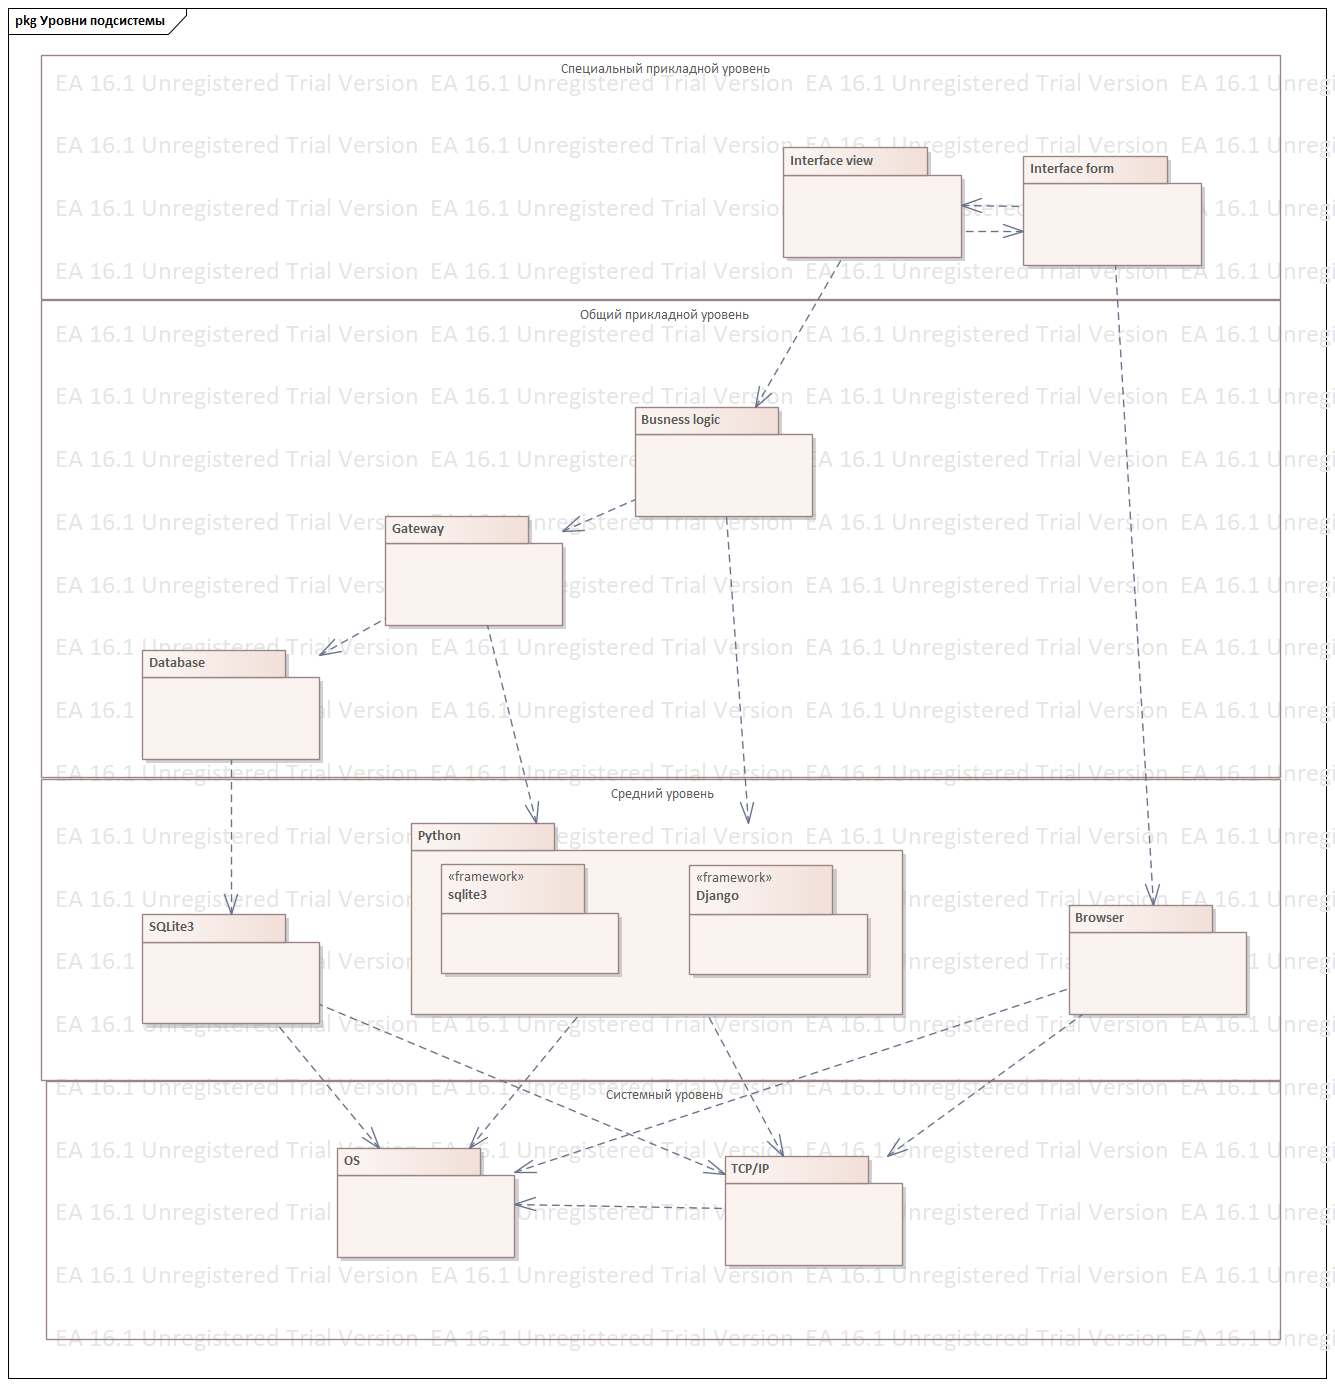 pkg Уровни подсистемы
Специальный прикладной уровень
Interface view
Interface form
Общий прикладной уровень
Busness logic
Gateway
Database
Средний уровень
Python
«framework»
sqlite3
«framework»
Django
SQLite3
Browser
Системный уровень
OS
TCP/IP
EA 16.1 Unregistered Trial Version